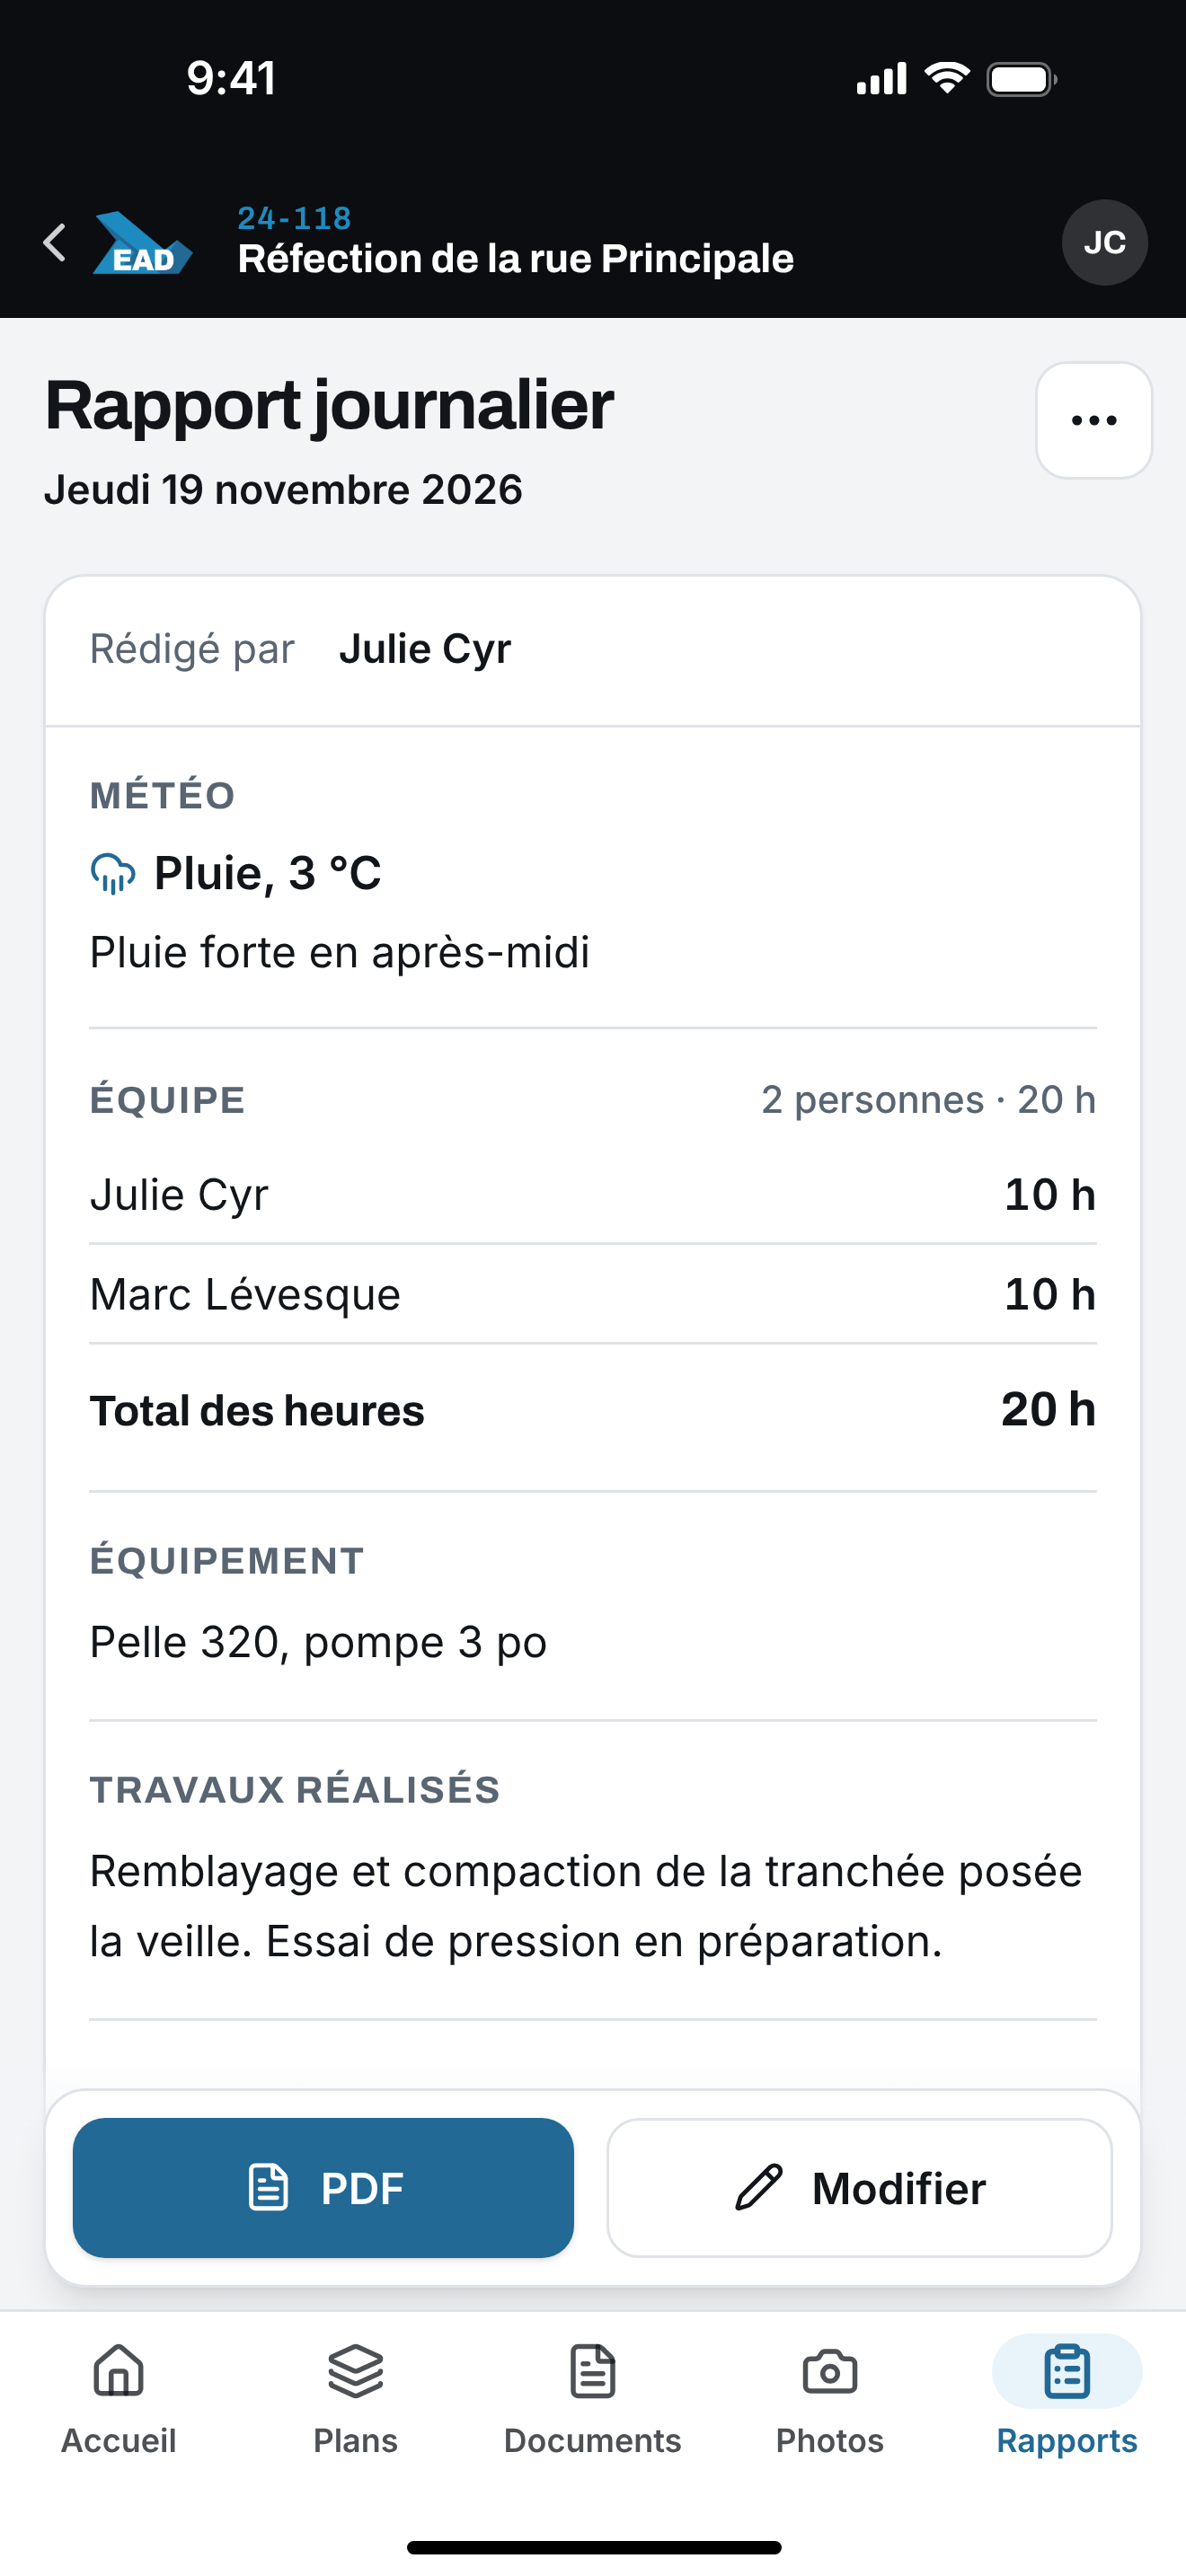 9:41
EAD
24-118
Réfection de la rue Principale
JC
Rapport journalier
Jeudi 19 novembre 2026
Rédigé par Julie Cyr
MÉTÉO
Pluie, 3 °C
Pluie forte en après-midi
ÉQUIPE 2 personnes · 20 h
Julie Cyr 10 h
Marc Lévesque 10 h
Total des heures 20 h
ÉQUIPEMENT
Pelle 320, pompe 3 po
TRAVAUX RÉALISÉS
Remblayage et compaction de la tranchée posée
la veille. Essai de pression en préparation.
PDF Modifier
Accueil Plans Documents Photos Rapports